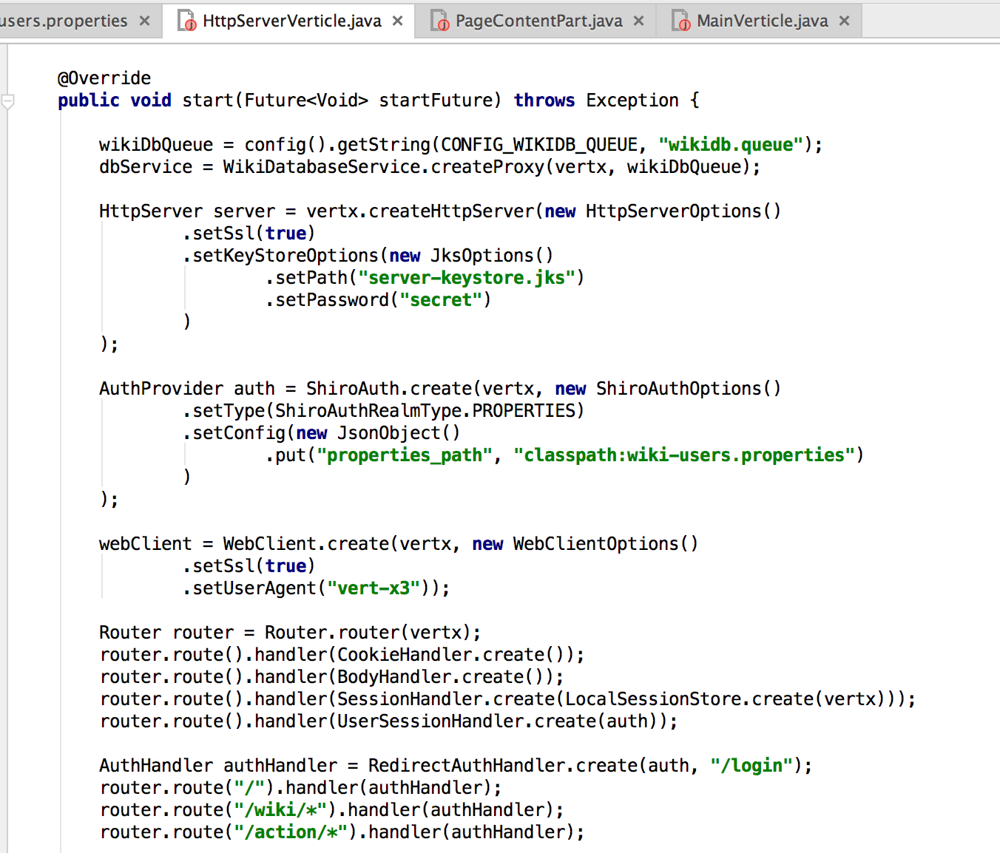 users.properties × HttpServerVerticle.java × PageContentPart.java × MainVerticle.java ×
@Override
public void start(Future<Void> startFuture) throws Exception {
wikiDbQueue = config().getString(CONFIG_WIKIDB_QUEUE, "wikidb.queue");
dbService = WikiDatabaseService.createProxy(vertx, wikiDbQueue);
HttpServer server = vertx.createHttpServer(new HttpServerOptions()
.setSsl(true)
.setKeyStoreOptions(new JksOptions()
.setPath("server-keystore.jks")
.setPassword("secret")
)
);
AuthProvider auth = ShiroAuth.create(vertx, new ShiroAuthOptions()
.setType(ShiroAuthRealmType.PROPERTIES)
.setConfig(new JsonObject()
.put("properties_path", "classpath:wiki-users.properties")
)
);
webClient = WebClient.create(vertx, new WebClientOptions()
.setSsl(true)
.setUserAgent("vert-x3"));
Router router = Router.router(vertx);
router.route().handler(CookieHandler.create());
router.route().handler(BodyHandler.create());
router.route().handler(SessionHandler.create(LocalSessionStore.create(vertx)));
router.route().handler(UserSessionHandler.create(auth));
AuthHandler authHandler = RedirectAuthHandler.create(auth, "/login");
router.route("/").handler(authHandler);
router.route("/wiki/*").handler(authHandler);
router.route("/action/*").handler(authHandler);